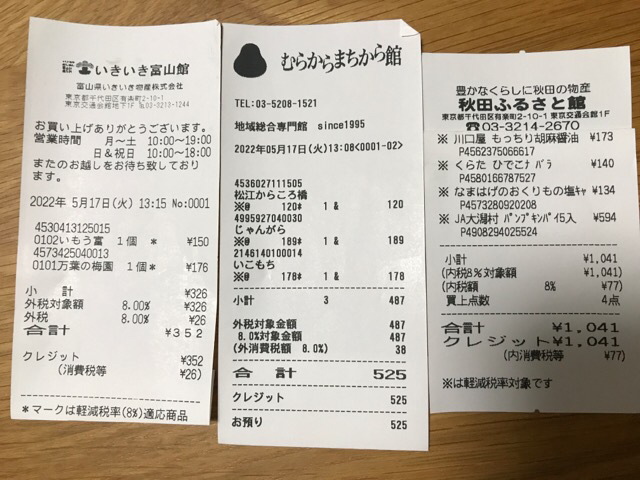 いきいき富山館
富山県いきいき物産株式会社
東京都千代田区有楽町2-10-1
東京交通会館地下1F ☎03-3213-1244
お買い上げありがとうございます。
営業時間 月〜土 10:00〜19:00
日&祝日 10:00〜18:00
またのお越しをお待ち致しております。
2022年 5月17日(火) 13:15 No:0001
4530413125015
0102いもう富 1個 * ¥150
4573425040013
0101万葉の梅園 1個* ¥176
小 計 ¥326
外税対象額 8.00% ¥326
外税 8.00% ¥26
合計 ¥352
クレジット ¥352
(消費税等 ¥26)
*マークは軽減税率(8%)適応商品
むらからまちから館
TEL:03-5208-1521
地域総合専門館 since1995
2022年05月17日(火)13:08<0001-02>
4536027111505
松江からころ橋
※@ 120* 1 & 120
4995927040030
じゃんがら
※@ 189* 1 & 189
2146140100014
いこもち
※@ 178* 1 & 178
小計 3 487
外税対象金額 487
8.0%対象金額 487
(外消費税額 8.0%) 38
合 計 525
クレジット 525
お預り 525
豊かなくらしに秋田の物産
秋田ふるさと館
東京都千代田区有楽町2-10-1 東京交通会館1F
☎03-3214-2670
※ 川口屋 もっちり胡麻醤油 ¥173
P4562375066617
※ くらた ひでこナ バラ ¥140
P4580166787527
※ なまはげのおくりもの塩キャ ¥134
P4573280920208
※ JA大潟村 パンプキンパイ5入 ¥594
P4908294025524
小計 ¥1,041
(内税8%対象額 ¥1,041)
(内税額 8% ¥77)
買上点数 4点
合計 ¥1,041
クレジット ¥1,041
(内消費税等 ¥77)
※は軽減税率対象です